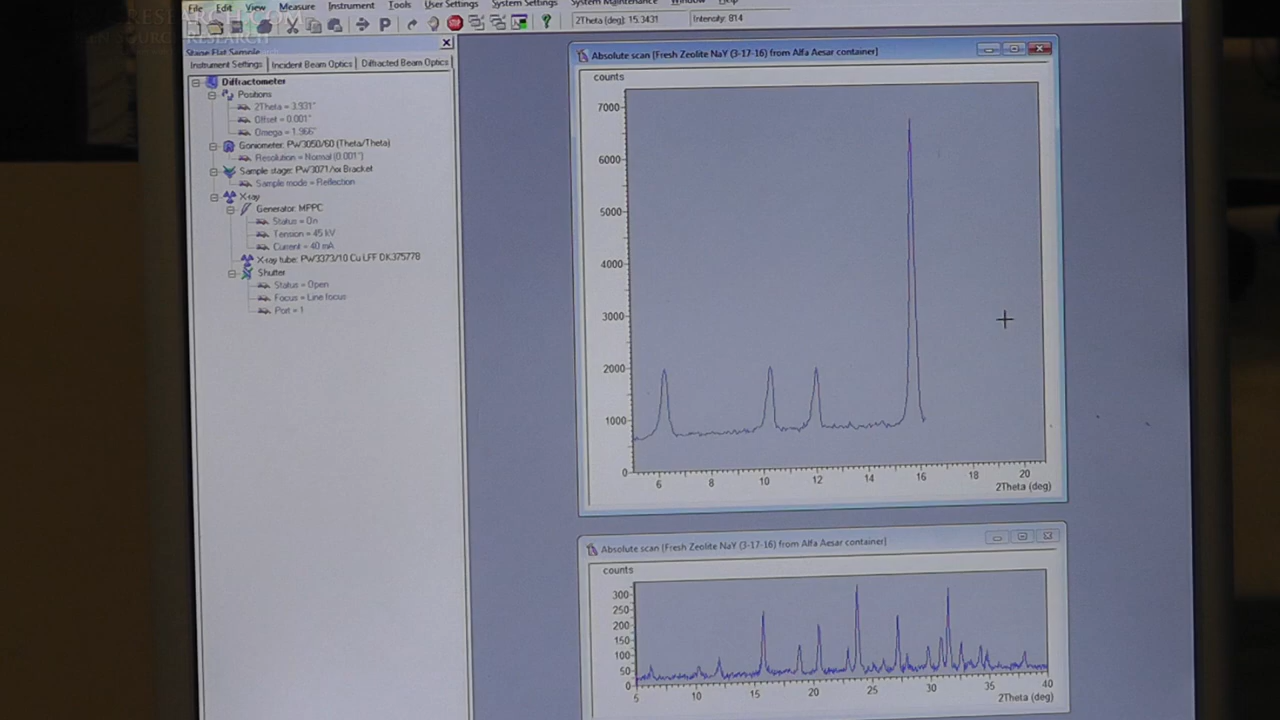 File Edit View Measure Instrument Tools User Settings System Settings System Maintenance Window Help
2Theta (deg): 15.3431 Intensity: 814
RESEARCH.COM
RESEARCH
Stage Flat Sample
Instrument Settings Incident Beam Optics Diffracted Beam Optics
Diffractometer
Positions
2Theta = 3.931°
Offset = 0.001°
Omega = 1.966°
Goniometer: PW3050/60 (Theta/Theta)
Resolution = Normal (0.001°)
Sample stage: PW3071/xx Bracket
Sample mode = Reflection
X-ray
Generator: MPPC
Status = On
Tension = 45 kV
Current = 40 mA
X-ray tube: PW3373/10 Cu LFF DK375778
Shutter
Status = Open
Focus = Line focus
Port = 1
Absolute scan [Fresh Zeolite NaY (3-17-16) from Alfa Aesar container]
counts
7000
6000
5000
4000
3000
2000
1000
0
6 8 10 12 14 16 18 20
2Theta (deg)
Absolute scan [Fresh Zeolite NaY (3-17-16) from Alfa Aesar container]
counts
300
250
200
150
100
50
0
5 10 15 20 25 30 35 40
2Theta (deg)